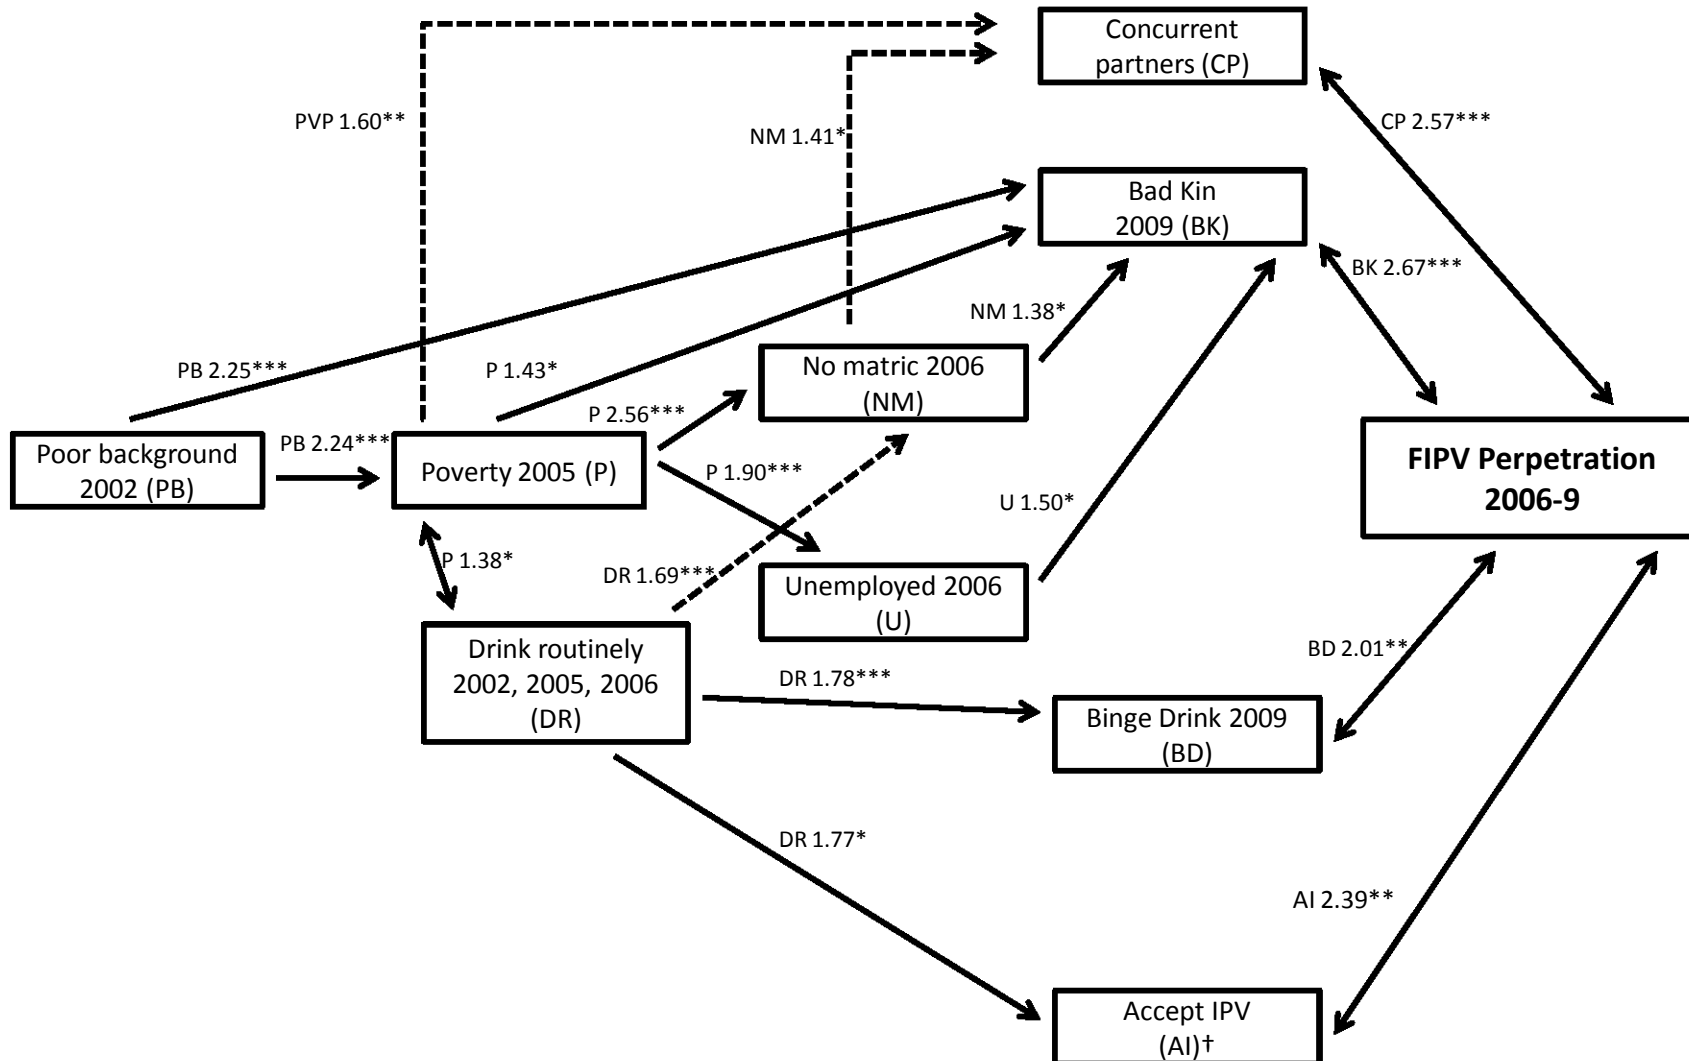 Concurrent
partners (CP)
PVP 1.60**
NM 1.41*
CP 2.57***
Bad Kin
2009 (BK)
BK 2.67***
NM 1.38*
PB 2.25***
P 1.43*
No matric 2006
(NM)
P 2.56***
Poor background
2002 (PB)
PB 2.24***
Poverty 2005 (P)
P 1.90***
FIPV Perpetration
2006-9
U 1.50*
P 1.38*
DR 1.69***
Unemployed 2006
(U)
Drink routinely
2002, 2005, 2006
(DR)
DR 1.78***
BD 2.01**
Binge Drink 2009
(BD)
DR 1.77*
AI 2.39**
Accept IPV
(AI)†